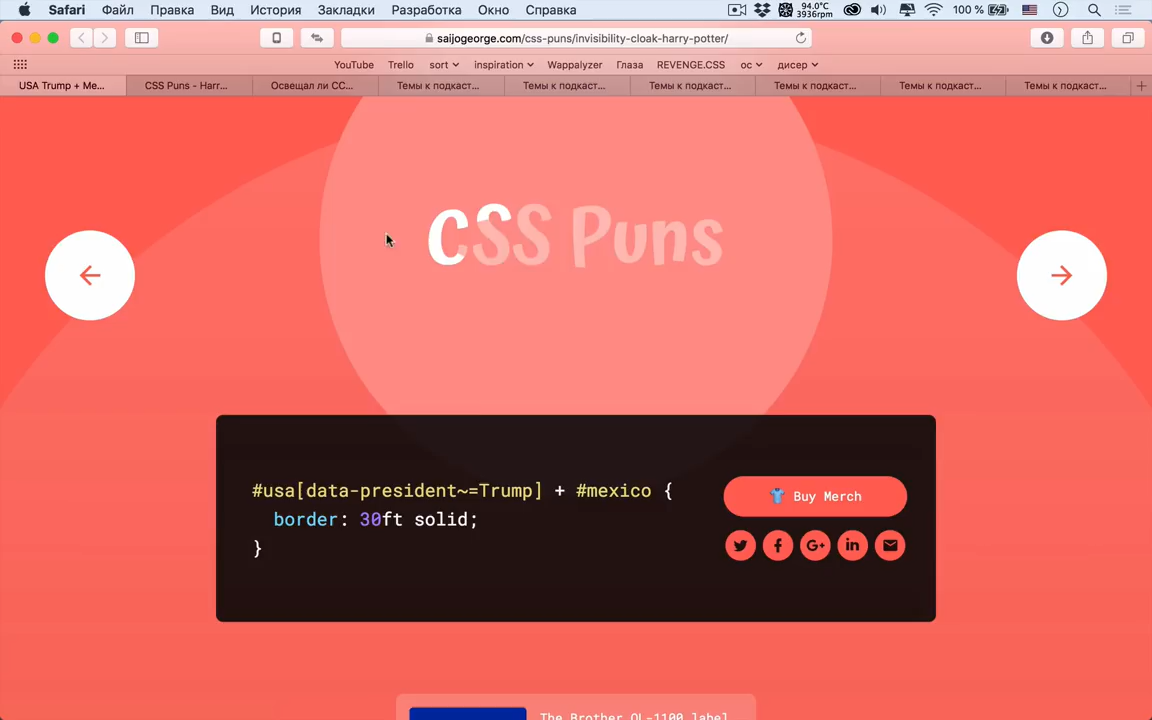 Safari Файл Правка Вид История Закладки Разработка Окно Справка 94.0°C 3936rpm 100 %
saijogeorge.com/css-puns/invisibility-cloak-harry-potter/
YouTube Trello sort inspiration Wappalyzer Глаза REVENGE.CSS ос дисер
USA Trump + Me... CSS Puns - Harr... Освещал ли СС... Темы к подкаст... Темы к подкаст... Темы к подкаст... Темы к подкаст... Темы к подкаст... Темы к подкаст...
CSS Puns
#usa[data-president~=Trump] + #mexico {
border: 30ft solid;
}
Buy Merch
The Brother QL-1100 label